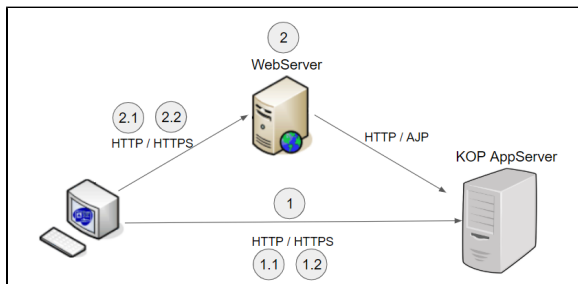 2
WebServer
2.1 2.2
HTTP / HTTPS
HTTP / AJP
KOP AppServer
1
HTTP / HTTPS
1.1 1.2